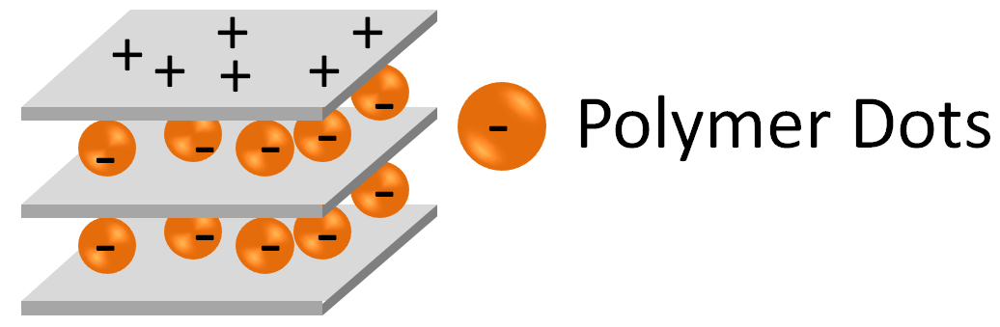 + + + + + +
- - - - -
- - - - -
- Polymer Dots